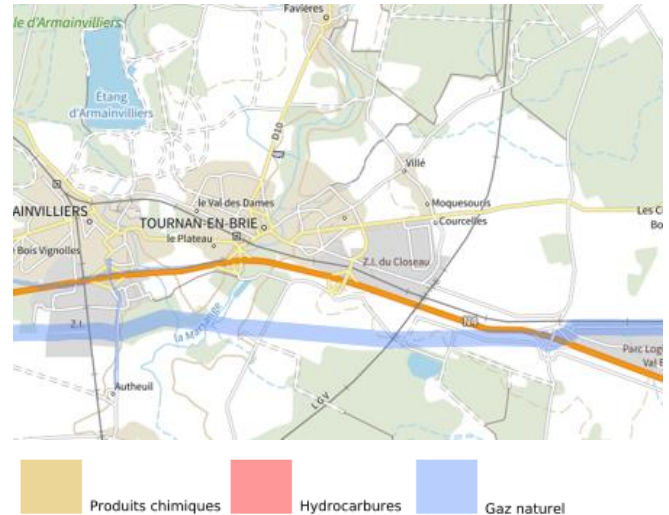 Favières
le d'Armainvilliers
Étang
d'Armainvilliers
D10
Villé
le Val des Dames
Moquesouris
AINVILLIERS
TOURNAN-EN-BRIE
Courcelles
Les C
Bo
le Plateau
Bois Vignolles
Z.I. du Closeau
Z.I.
la Marsange
N4
Parc Logi
Val B
Autheuil
LGV
Produits chimiques
Hydrocarbures
Gaz naturel